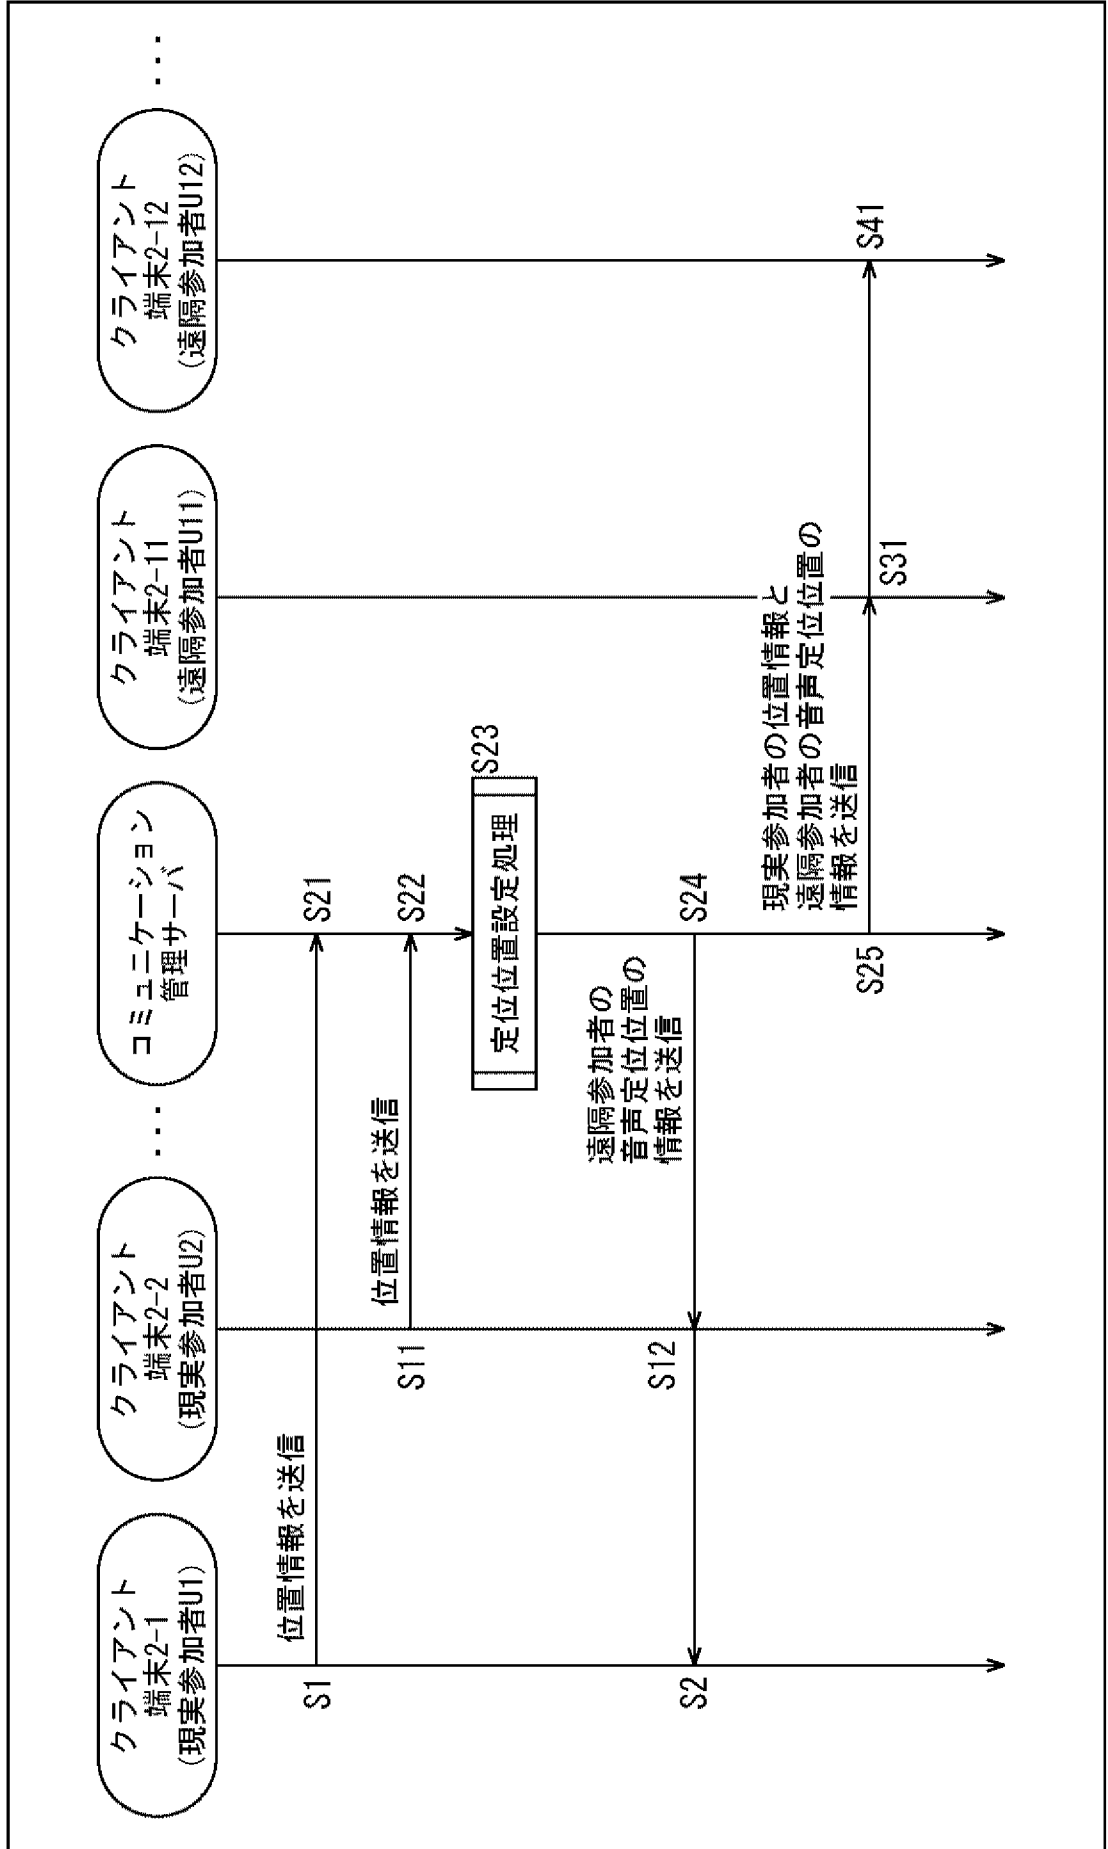 クライアント
端末2-1
(現実参加者U1)
クライアント
端末2-2
(現実参加者U2)
・・・
コミュニケーション
管理サーバ
クライアント
端末2-11
(遠隔参加者U11)
クライアント
端末2-12
(遠隔参加者U12)
・・・
S1
位置情報を送信
S21
S11
位置情報を送信
S22
定位位置設定処理
S23
遠隔参加者の
音声定位位置の
情報を送信
S2
S12
S24
現実参加者の位置情報と
遠隔参加者の音声定位位置の
情報を送信
S25
S31
S41